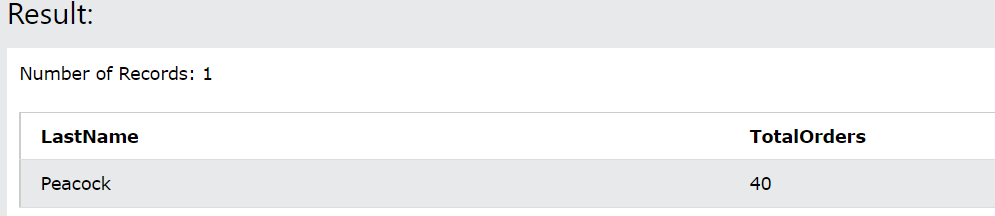 Result:
Number of Records: 1
LastName TotalOrders
Peacock 40